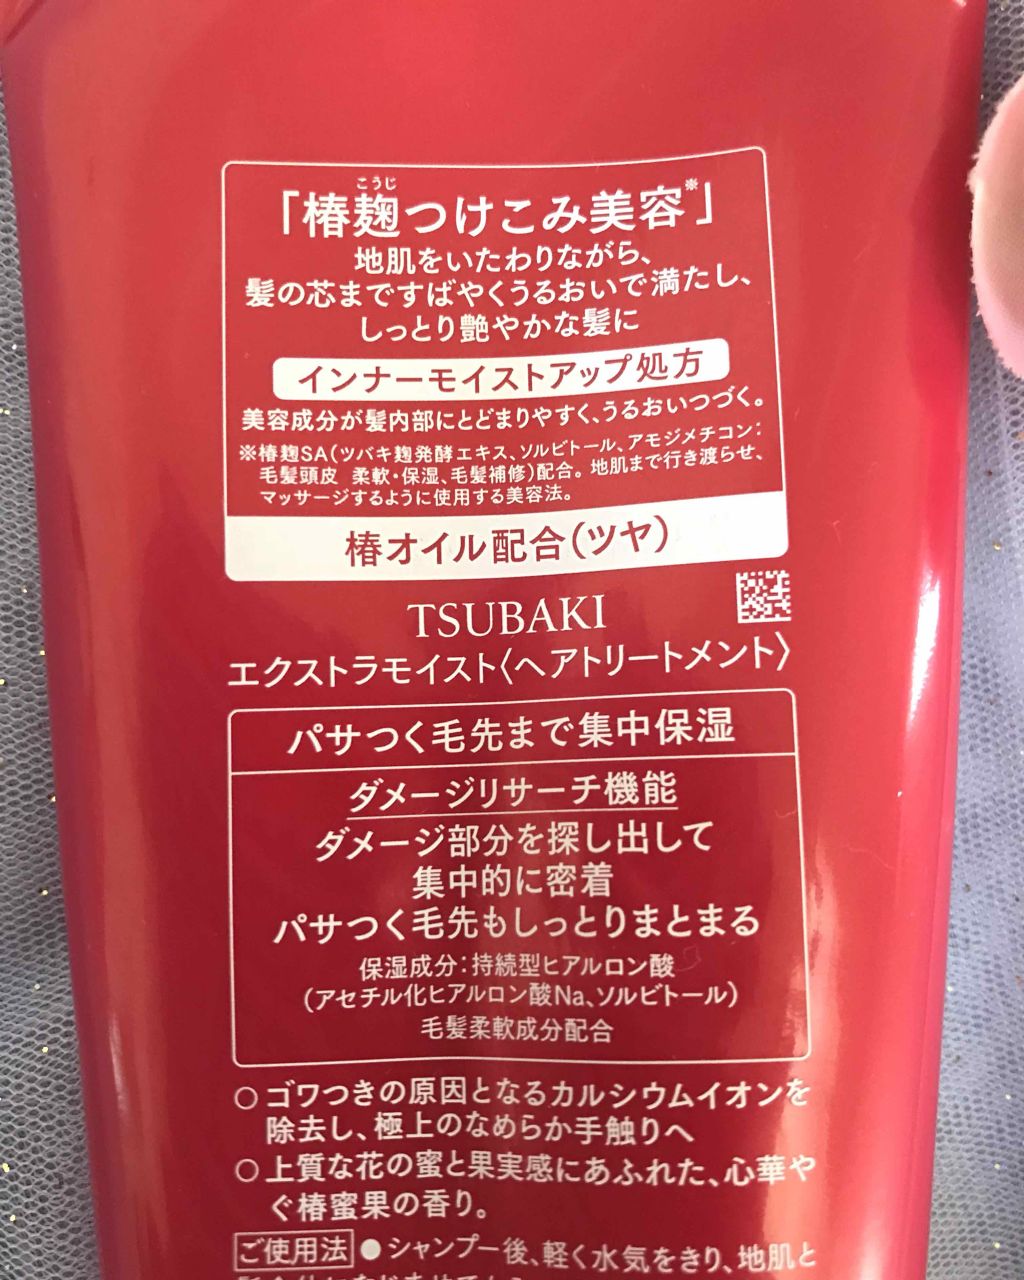 こうじ
「椿麹つけこみ美容※」
地肌をいたわりながら、
髪の芯まですばやくうるおいで満たし、
しっとり艶やかな髪に
インナーモイストアップ処方
美容成分が髪内部にとどまりやすく、うるおいつづく。
※椿麹SA(ツバキ麹発酵エキス、ソルビトール、アモジメチコン:
毛髪頭皮 柔軟・保湿、毛髪補修)配合。地肌まで行き渡らせ、
マッサージするように使用する美容法。
椿オイル配合(ツヤ)
TSUBAKI
エクストラモイスト〈ヘアトリートメント〉
パサつく毛先まで集中保湿
ダメージリサーチ機能
ダメージ部分を探し出して
集中的に密着
パサつく毛先もしっとりまとまる
保湿成分:持続型ヒアルロン酸
(アセチル化ヒアルロン酸Na、ソルビトール)
毛髪柔軟成分配合
○ゴワつきの原因となるカルシウムイオンを
除去し、極上のなめらか手触りへ
○上質な花の蜜と果実感にあふれた、心華や
ぐ椿蜜果の香り。
ご使用法 ●シャンプー後、軽く水気をきり、地肌と